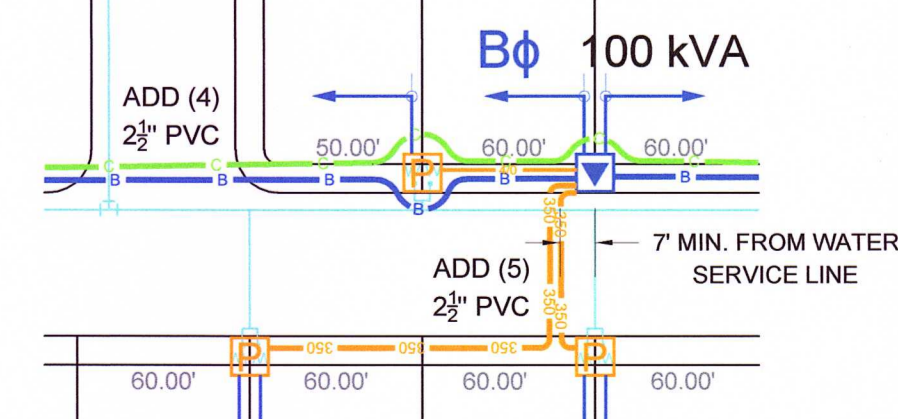 Bϕ 100 kVA
ADD (4)
2½" PVC
50.00' 60.00' 60.00'
C C C C C C C
B B B P B B
B
350 350
7' MIN. FROM WATER
SERVICE LINE
ADD (5)
2½" PVC
350 350
P 350 350 350 P
60.00' 60.00' 60.00' 60.00'